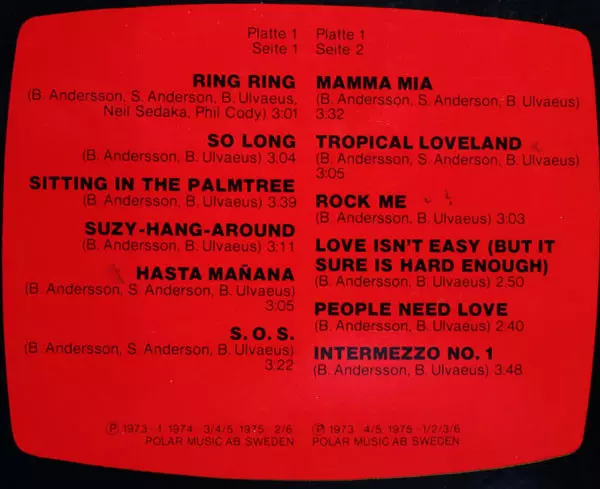 Platte 1
Seite 1
RING RING
(B. Andersson, S. Anderson, B. Ulvaeus,
Neil Sedaka, Phil Cody) 3:01
SO LONG
(B. Andersson, B. Ulvaeus) 3:04
SITTING IN THE PALMTREE
(B. Andersson, B. Ulvaeus) 3:39
SUZY-HANG-AROUND
(B. Andersson, B. Ulvaeus) 3:11
HASTA MAÑANA
(B. Andersson, S. Anderson, B. Ulvaeus)
3:05
S. O. S.
(B. Andersson, S. Anderson, B. Ulvaeus)
3:22
Ⓟ 1973 - 1 1974 3/4/5 1975 2/6
POLAR MUSIC AB SWEDEN
Platte 1
Seite 2
MAMMA MIA
(B. Andersson, S. Anderson, B. Ulvaeus)
3:32
TROPICAL LOVELAND
(B. Andersson, S. Anderson, B. Ulvaeus)
3:05
ROCK ME
(B. Andersson, B. Ulvaeus) 3:03
LOVE ISN'T EASY (BUT IT
SURE IS HARD ENOUGH)
(B. Andersson, B. Ulvaeus) 2:50
PEOPLE NEED LOVE
(B. Andersson, B. Ulvaeus) 2:40
INTERMEZZO NO. 1
(B. Andersson, B. Ulvaeus) 3:48
Ⓟ 1973 4/5 1975 - 1/2/3/6
POLAR MUSIC AB SWEDEN